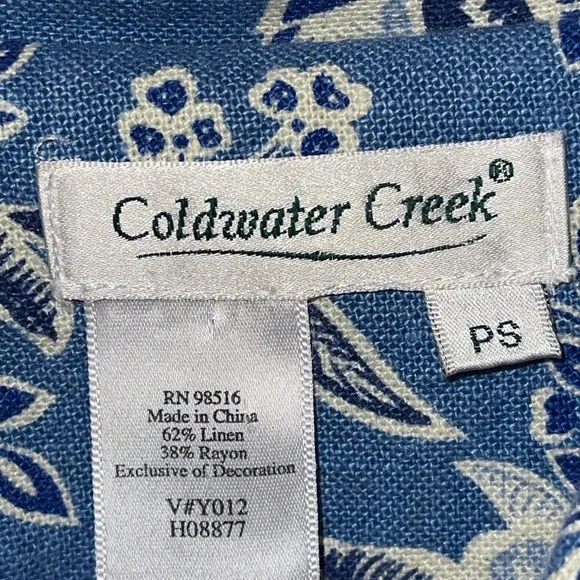 Coldwater Creek®
PS
RN 98516
Made in China
62% Linen
38% Rayon
Exclusive of Decoration
V#Y012
H08877